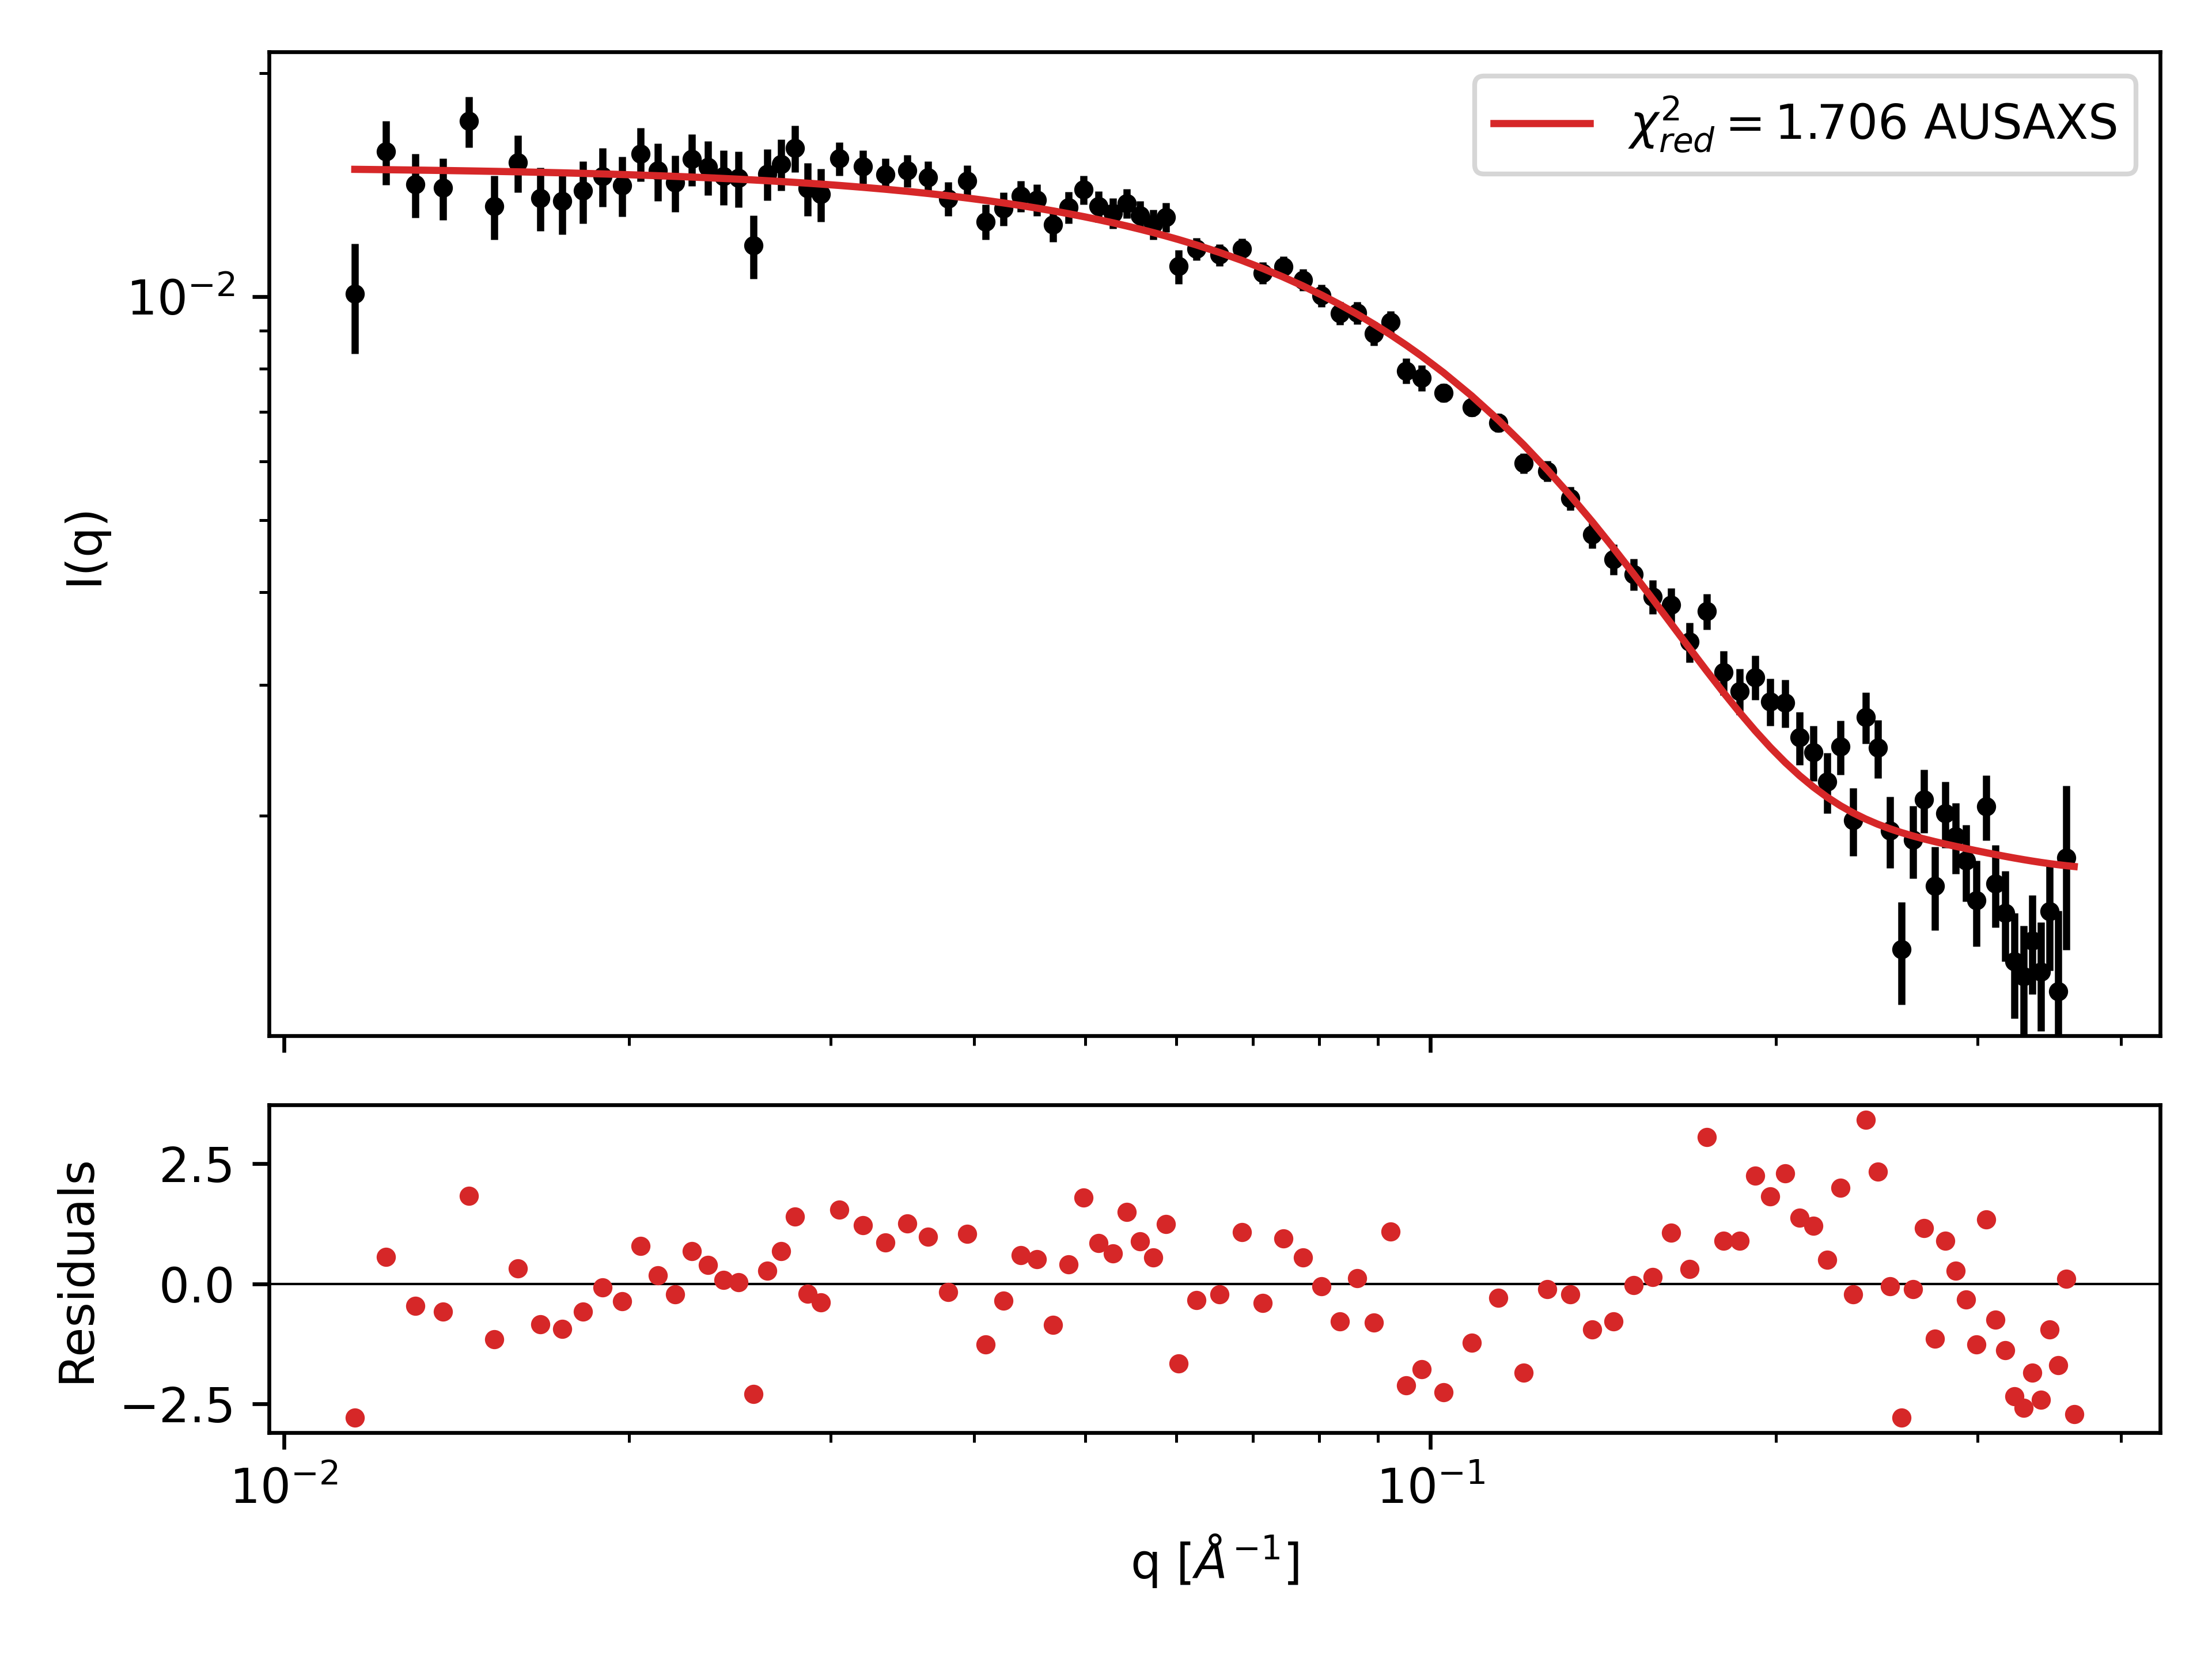 χ²red = 1.706 AUSAXS
10⁻²
I(q)
2.5
0.0
−2.5
Residuals
10⁻²
10⁻¹
q [Å⁻¹]